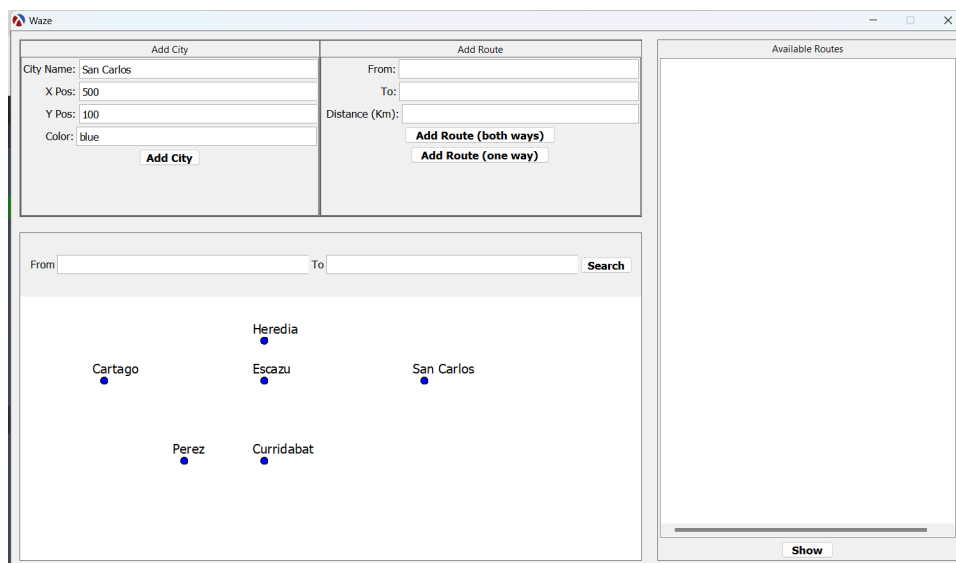 Waze
Add City
City Name: San Carlos
X Pos: 500
Y Pos: 100
Color: blue
Add City
Add Route
From:
To:
Distance (Km):
Add Route (both ways)
Add Route (one way)
Available Routes
Show
From To Search
Heredia
Cartago Escazu San Carlos
Perez Curridabat